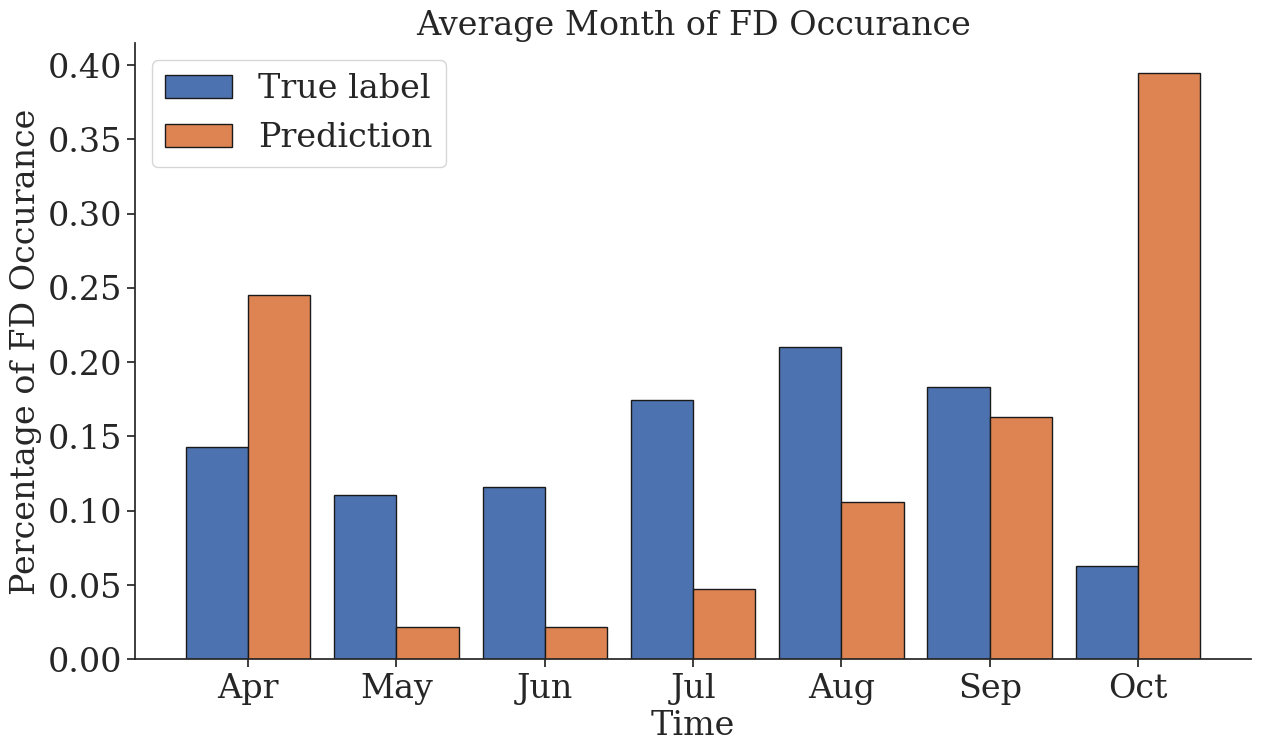 Average Month of FD Occurance
True label
Prediction
Percentage of FD Occurance
0.40
0.35
0.30
0.25
0.20
0.15
0.10
0.05
0.00
Apr May Jun Jul Aug Sep Oct
Time